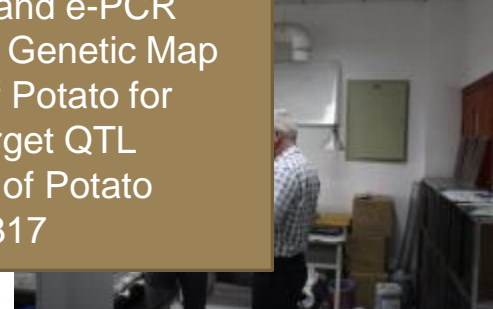 and e-PCR
Genetic Map
Potato for
rget QTL
of Potato
317